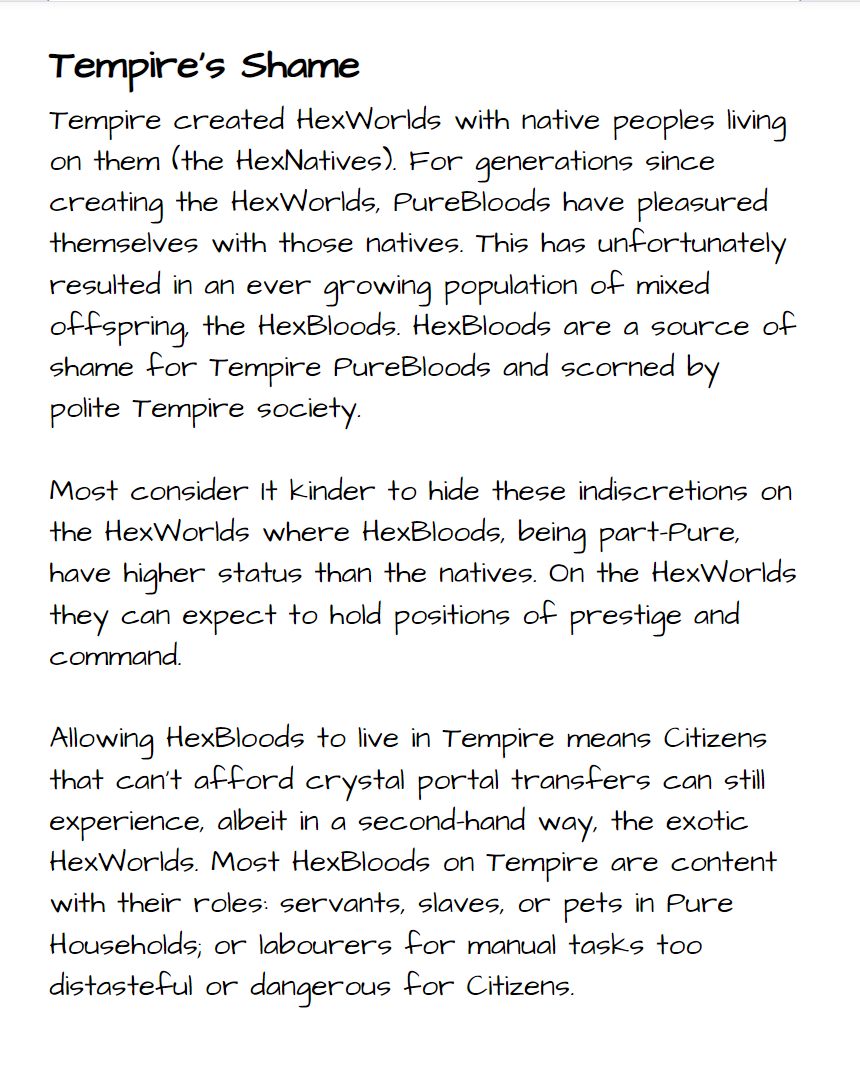 Tempire's Shame
Tempire created HexWorlds with native peoples living
on them (the HexNatives). For generations since
creating the HexWorlds, PureBloods have pleasured
themselves with those natives. This has unfortunately
resulted in an ever growing population of mixed
offspring, the HexBloods. HexBloods are a source of
shame for Tempire PureBloods and scorned by
polite Tempire society.
Most consider It kinder to hide these indiscretions on
the HexWorlds where HexBloods, being part-Pure,
have higher status than the natives. On the HexWorlds
they can expect to hold positions of prestige and
command.
Allowing HexBloods to live in Tempire means Citizens
that can't afford crystal portal transfers can still
experience, albeit in a second-hand way, the exotic
HexWorlds. Most HexBloods on Tempire are content
with their roles: servants, slaves, or pets in Pure
Households; or labourers for manual tasks too
distasteful or dangerous for Citizens.